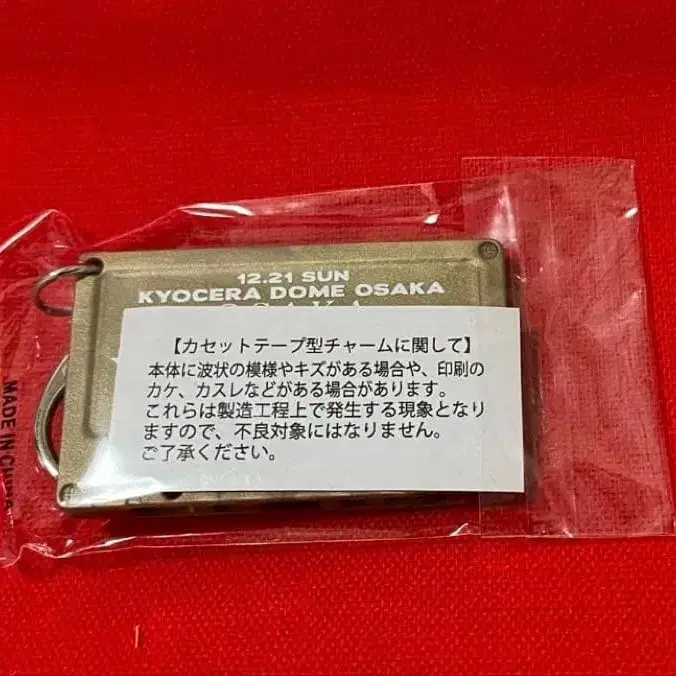 12.21 SUN
KYOCERA DOME OSAKA
OSAKA
【カセットテープ型チャームに関して】
本体に波状の模様やキズがある場合や、印刷の
カケ、カスレなどがある場合があります。
これらは製造工程上で発生する現象となり
ますので、不良対象にはなりません。
ご了承ください。
MADE IN